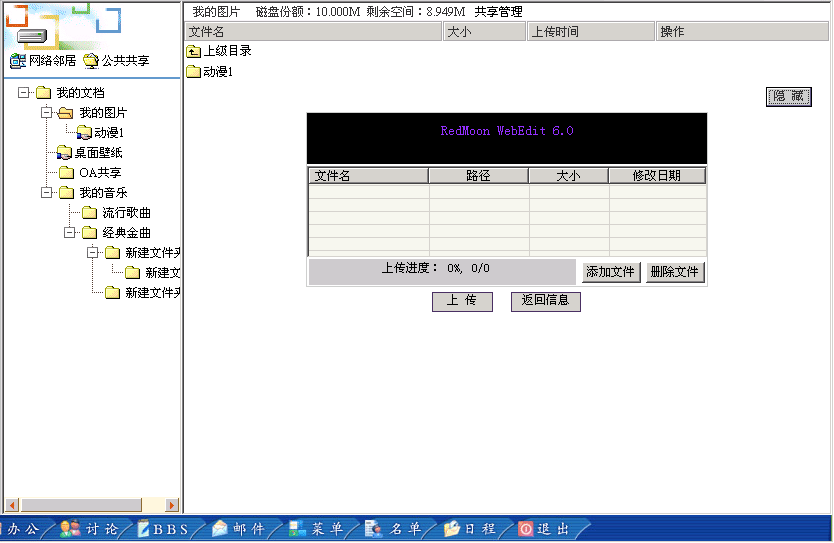 我的图片 磁盘份额：10.000M 剩余空间：8.949M 共享管理
文件名 大小 上传时间 操作
上级目录
动漫1
网络邻居 公共共享
我的文档
我的图片
动漫1
桌面壁纸
OA共享
我的音乐
流行歌曲
经典金曲
新建文件夹
新建文
新建文件夹
隐 藏
RedMoon WebEdit 6.0
文件名 路径 大小 修改日期
上传进度： 0%, 0/0
添加文件 删除文件
上 传 返回信息
办公 讨论 BBS 邮件 菜单 名单 日程 退出